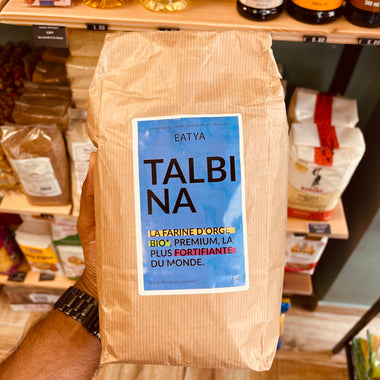 EATYA
TALBI
NA
LA FARINE D'ORGE
BIO*, PREMIUM, LA
PLUS FORTIFIANTE
DU MONDE.